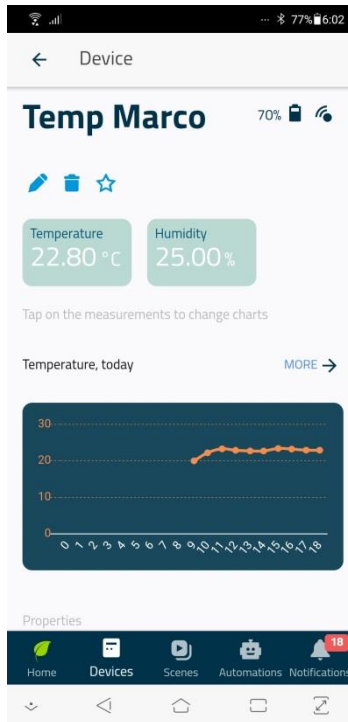 77% 6:02
Device
Temp Marco
70%
Temperature
22.80 °C
Humidity
25.00 %
Tap on the measurements to change charts
Temperature, today
MORE
30
20
10
0
0 1 2 3 4 5 6 7 8 9 10 11 12 13 14 15 16 17 18
Properties
18
Home Devices Scenes Automations Notifications